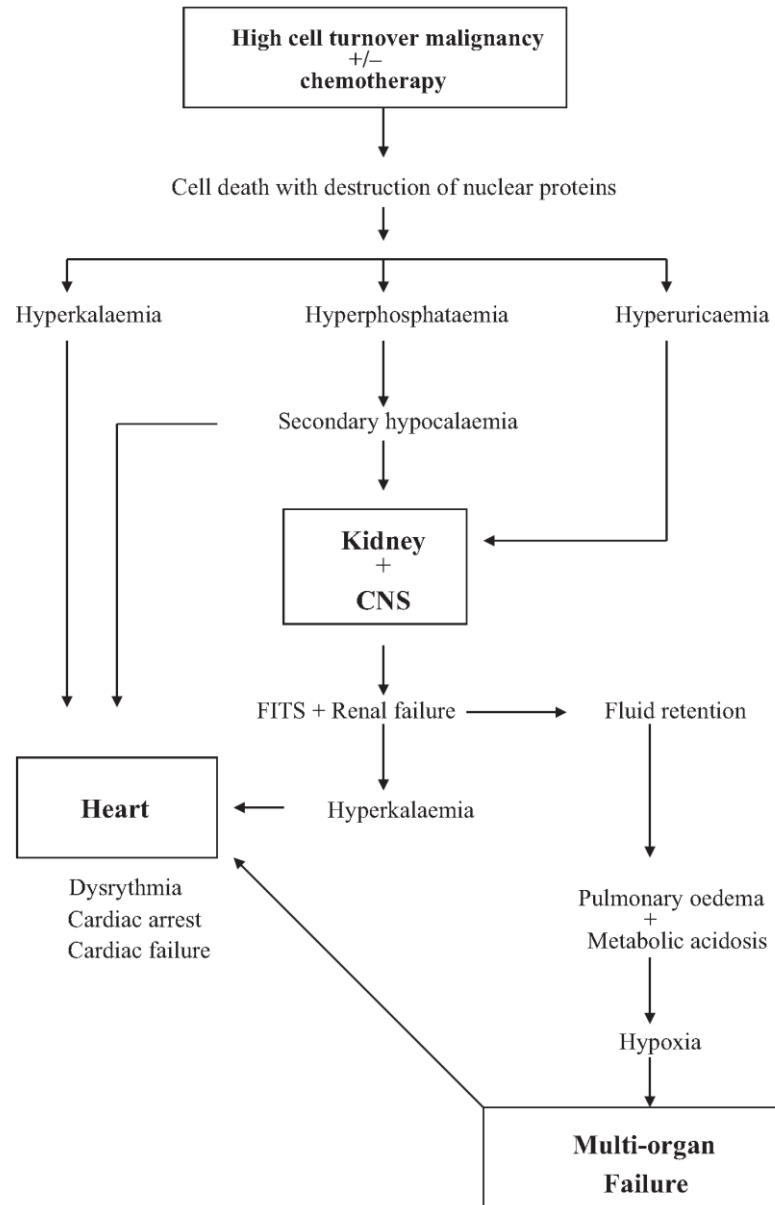 High cell turnover malignancy
+/–
chemotherapy
Cell death with destruction of nuclear proteins
Hyperkalaemia
Hyperphosphataemia
Hyperuricaemia
Secondary hypocalaemia
Kidney
+
CNS
FITS + Renal failure
Fluid retention
Heart
Hyperkalaemia
Dysrythmia
Cardiac arrest
Cardiac failure
Pulmonary oedema
+
Metabolic acidosis
Hypoxia
Multi-organ
Failure